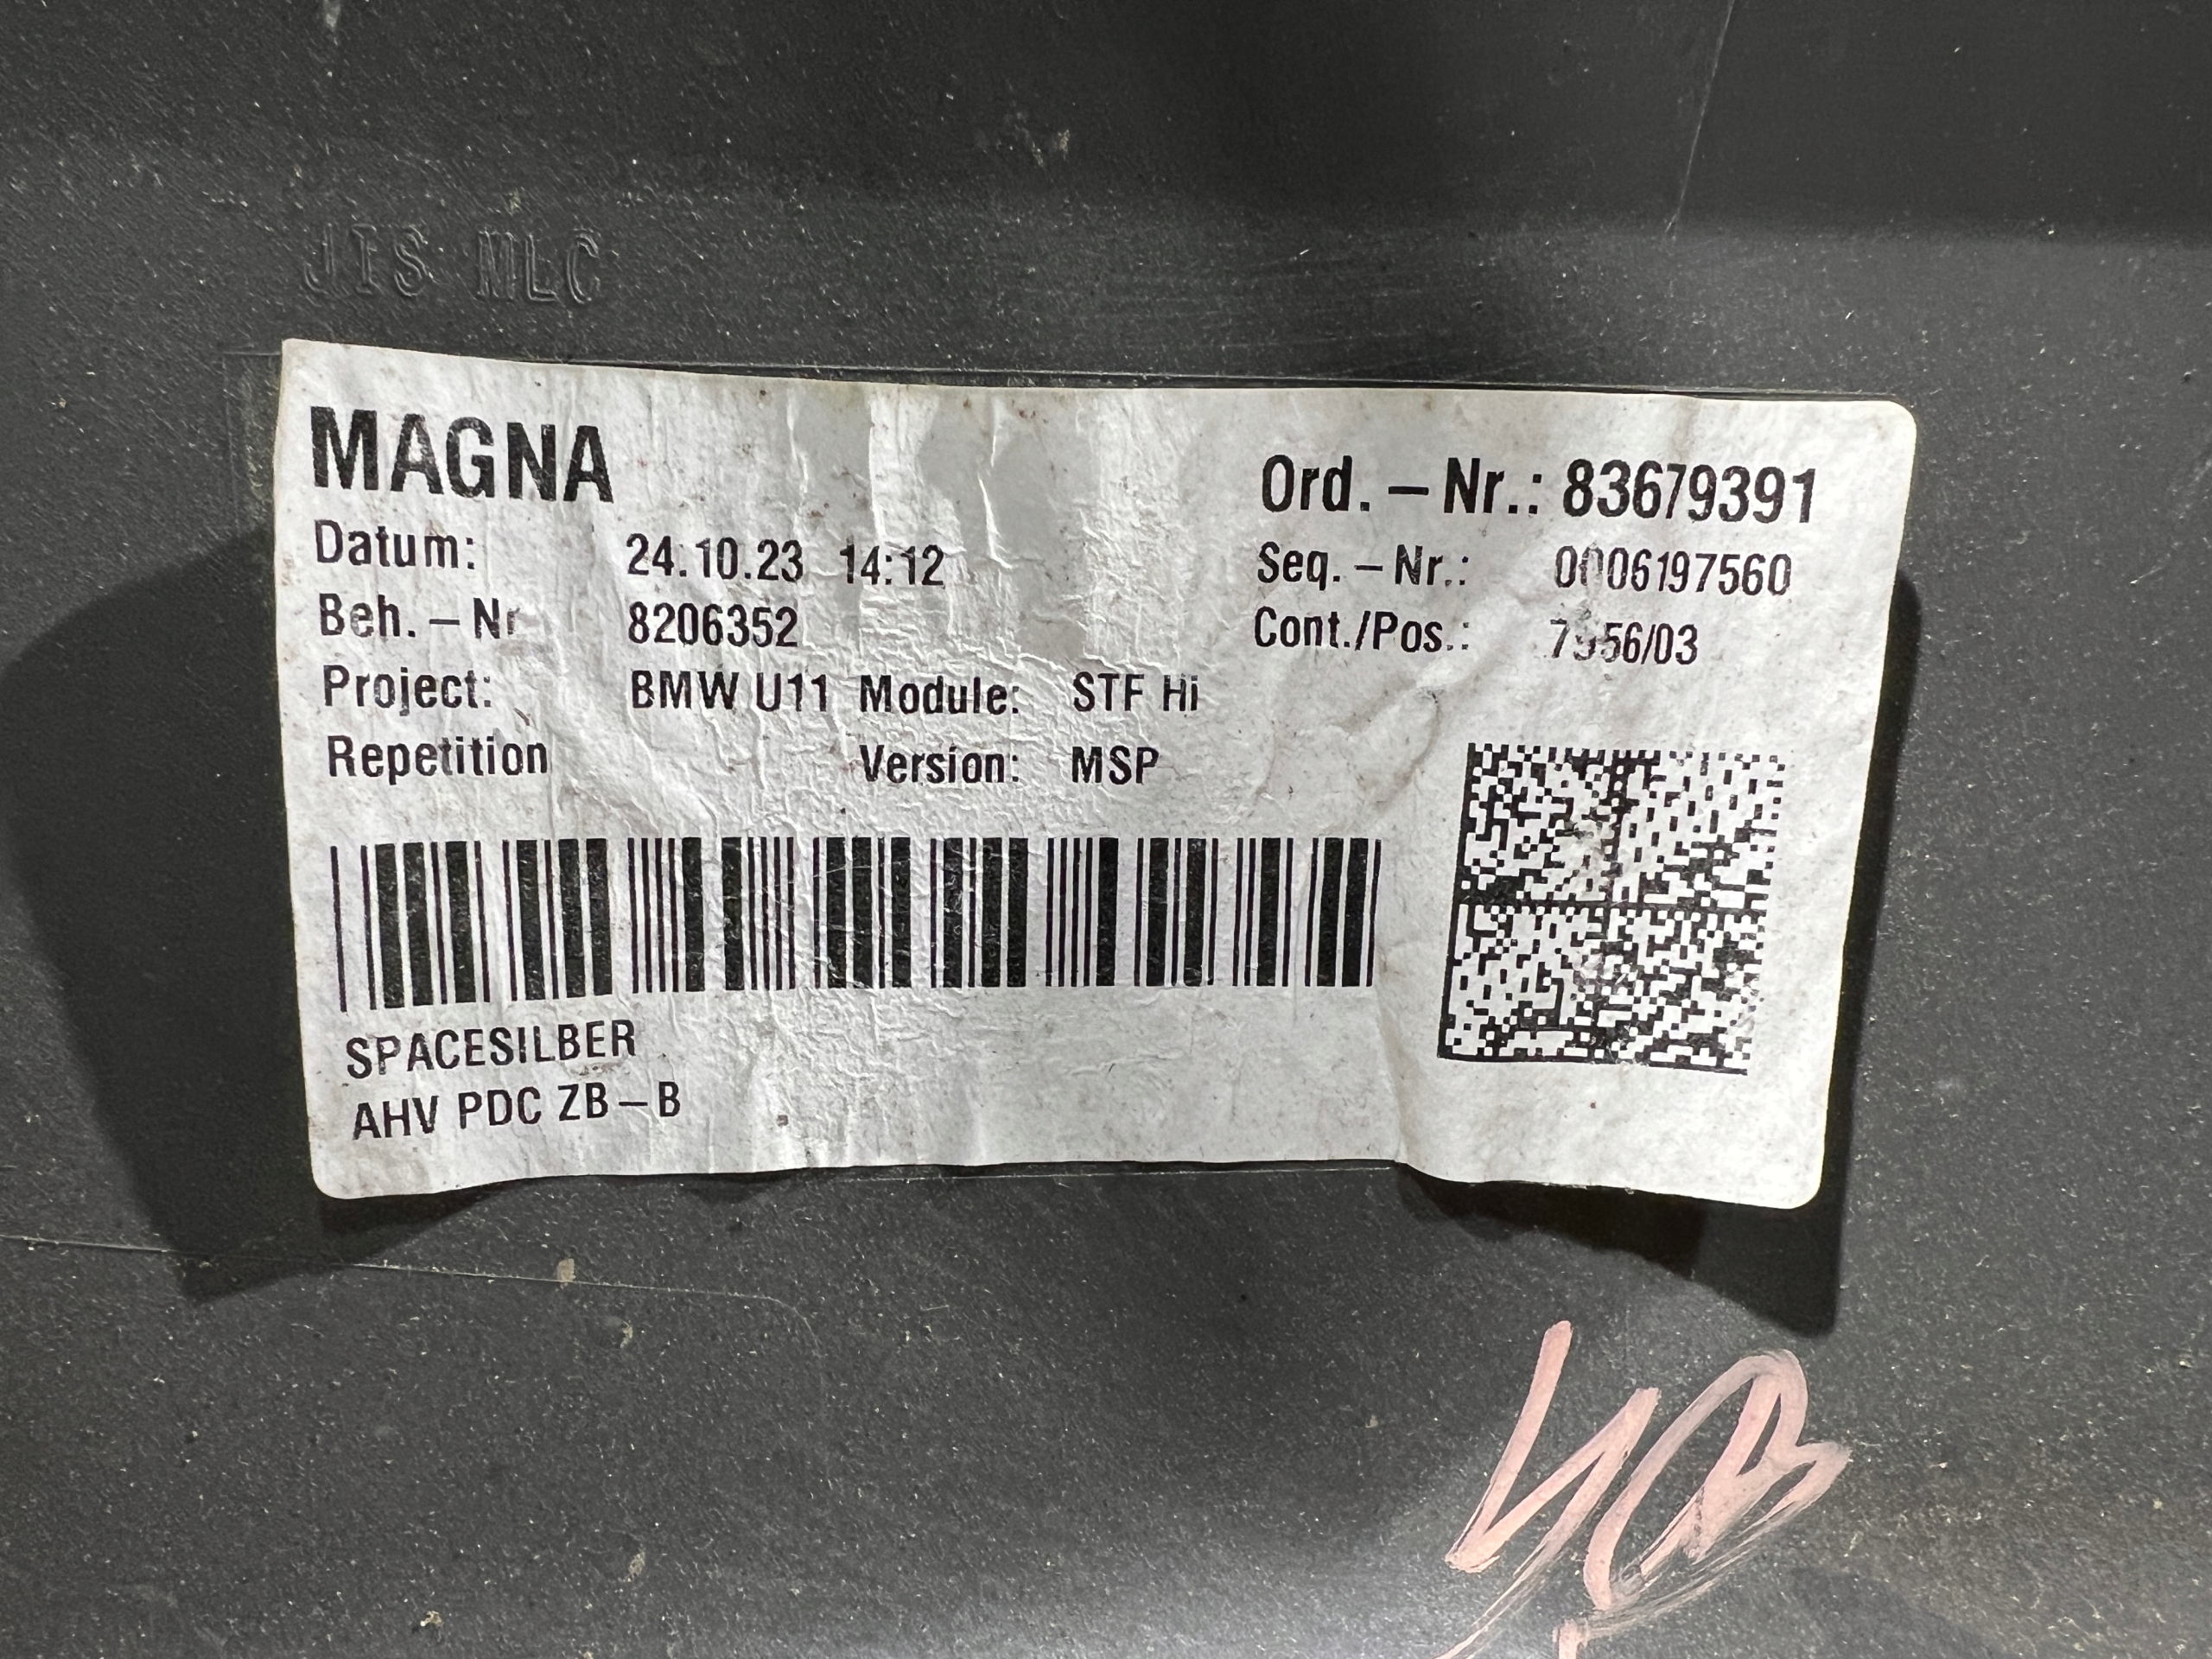 JIS MLC
MAGNA
Ord. – Nr.: 83679391
Datum: 24.10.23 14:12
Seq. – Nr.: 0006197560
Beh. – Nr 8206352
Cont./Pos.:
Project: BMW U11 Module: STF Hi
Repetition Version: MSP
SPACESILBER
AHV PDC ZB – B